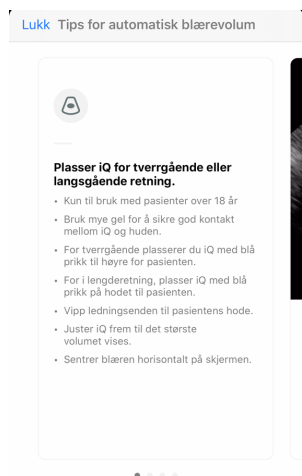 Lukk Tips for automatisk blærevolum
Plasser iQ for tverrgående eller
langsgående retning.
• Kun til bruk med pasienter over 18 år
• Bruk mye gel for å sikre god kontakt
mellom iQ og huden.
• For tverrgående plasserer du iQ med blå
prikk til høyre for pasienten.
• For i lengderetning, plasser iQ med blå
prikk på hodet til pasienten.
• Vipp ledningsenden til pasientens hode.
• Juster iQ frem til det største
volumet vises.
• Sentrer blæren horisontalt på skjermen.